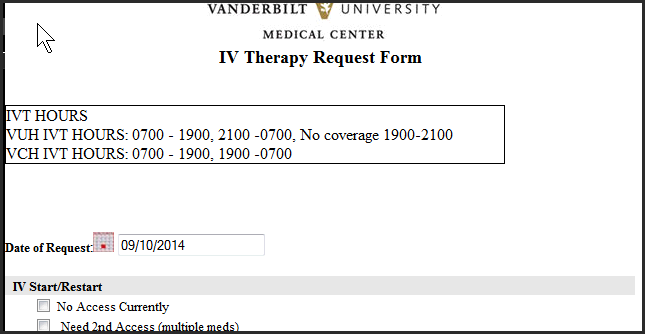 VANDERBILT UNIVERSITY
MEDICAL CENTER
IV Therapy Request Form
IVT HOURS
VUH IVT HOURS: 0700 - 1900, 2100 -0700, No coverage 1900-2100
VCH IVT HOURS: 0700 - 1900, 1900 -0700
Date of Request: 09/10/2014
IV Start/Restart
No Access Currently
Need 2nd Access (multiple meds)